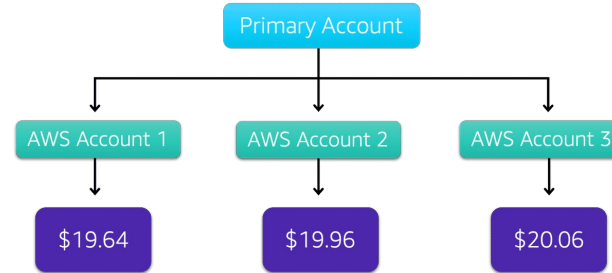 Primary Account
AWS Account 1
AWS Account 2
AWS Account 3
$19.64
$19.96
$20.06